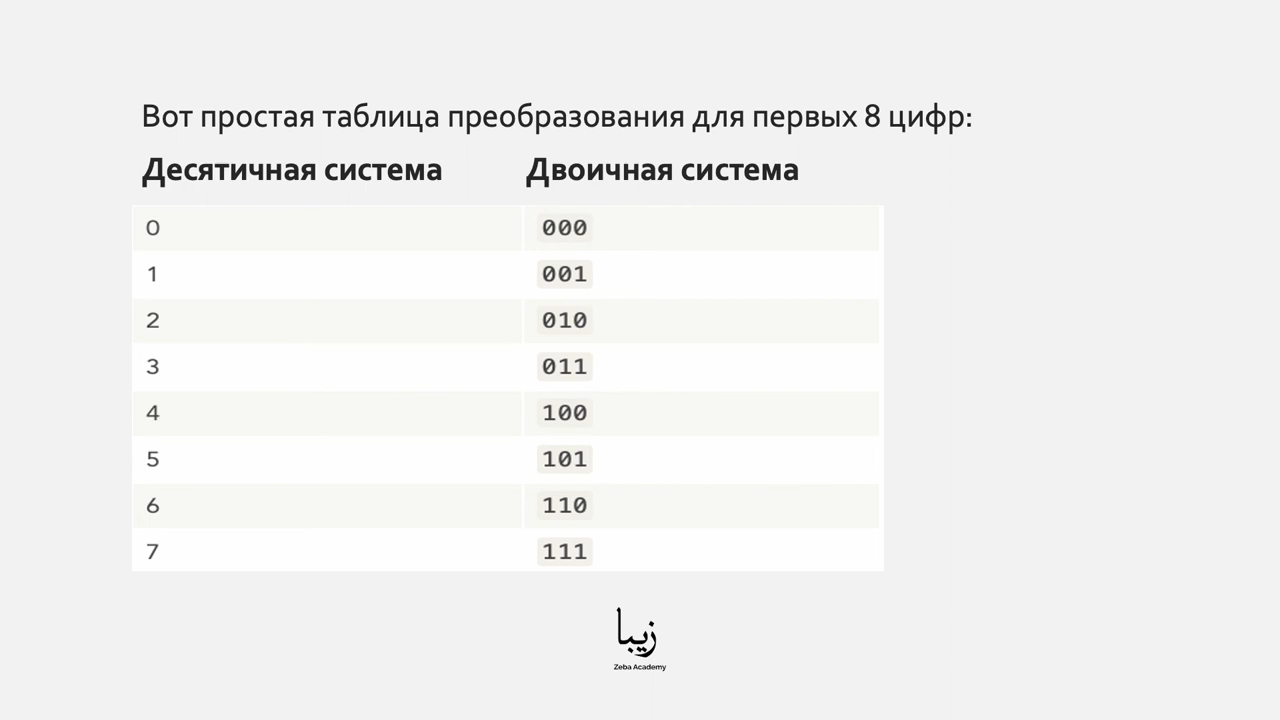 Вот простая таблица преобразования для первых 8 цифр:
Десятичная система Двоичная система
0 000
1 001
2 010
3 011
4 100
5 101
6 110
7 111
زیبا
Zeba Academy